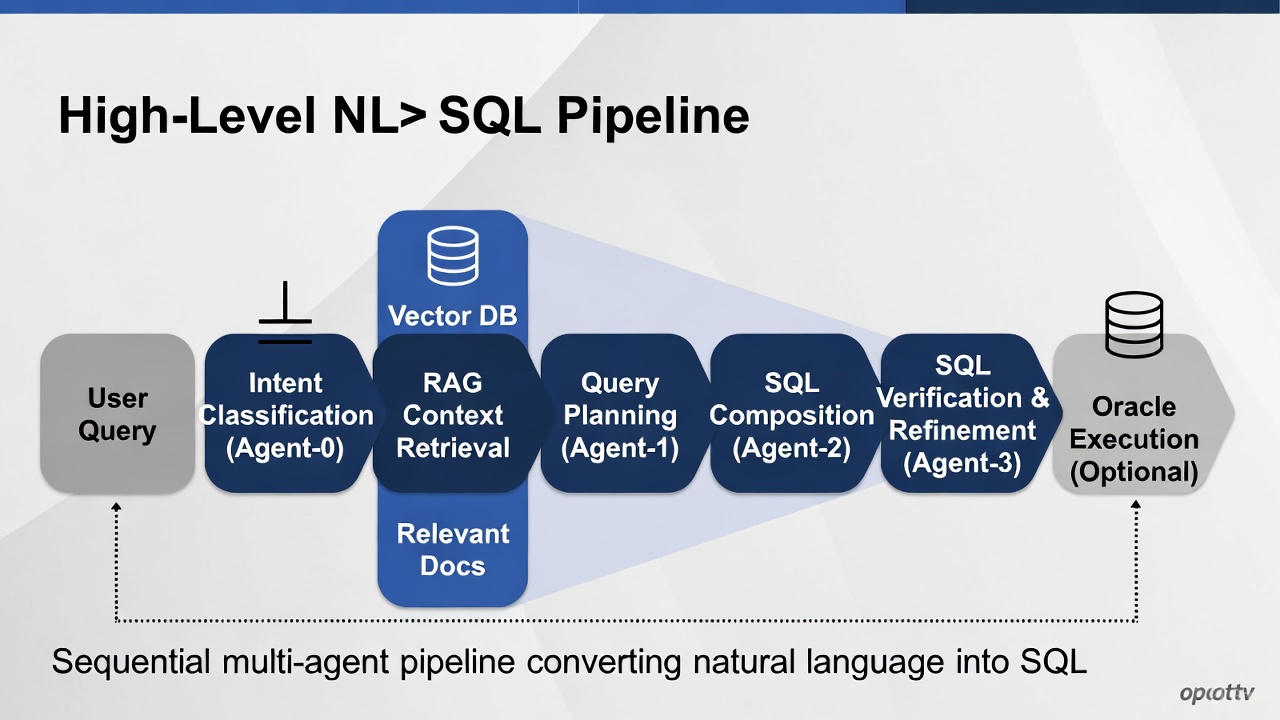 High-Level NL> SQL Pipeline
Vector DB
User
Query
Intent
Classification
(Agent-0)
RAG
Context
Retrieval
Query
Planning
(Agent-1)
SQL
Composition
(Agent-2)
SQL
Verification &
Refinement
(Agent-3)
Oracle
Execution
(Optional)
Relevant
Docs
Sequential multi-agent pipeline converting natural language into SQL